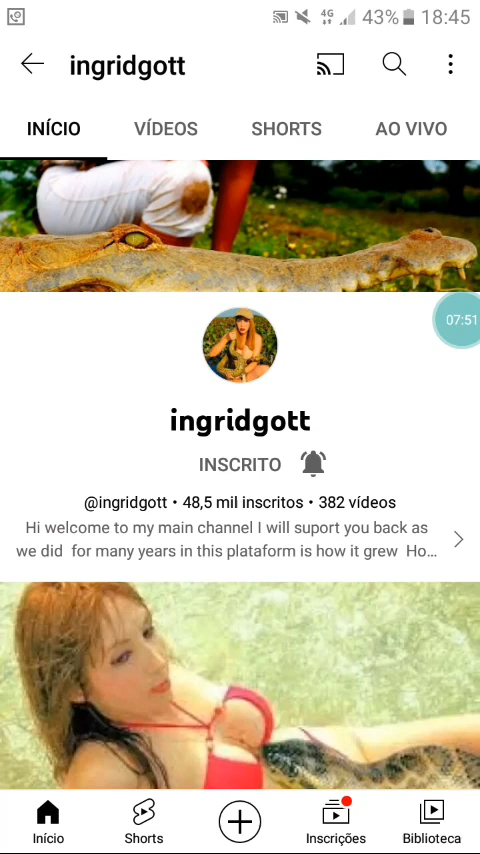 4G 43% 18:45
ingridgott
INÍCIO VÍDEOS SHORTS AO VIVO
07:51
ingridgott
INSCRITO
@ingridgott • 48,5 mil inscritos • 382 vídeos
Hi welcome to my main channel I will suport you back as
we did for many years in this plataform is how it grew Ho...
Início Shorts Inscrições Biblioteca